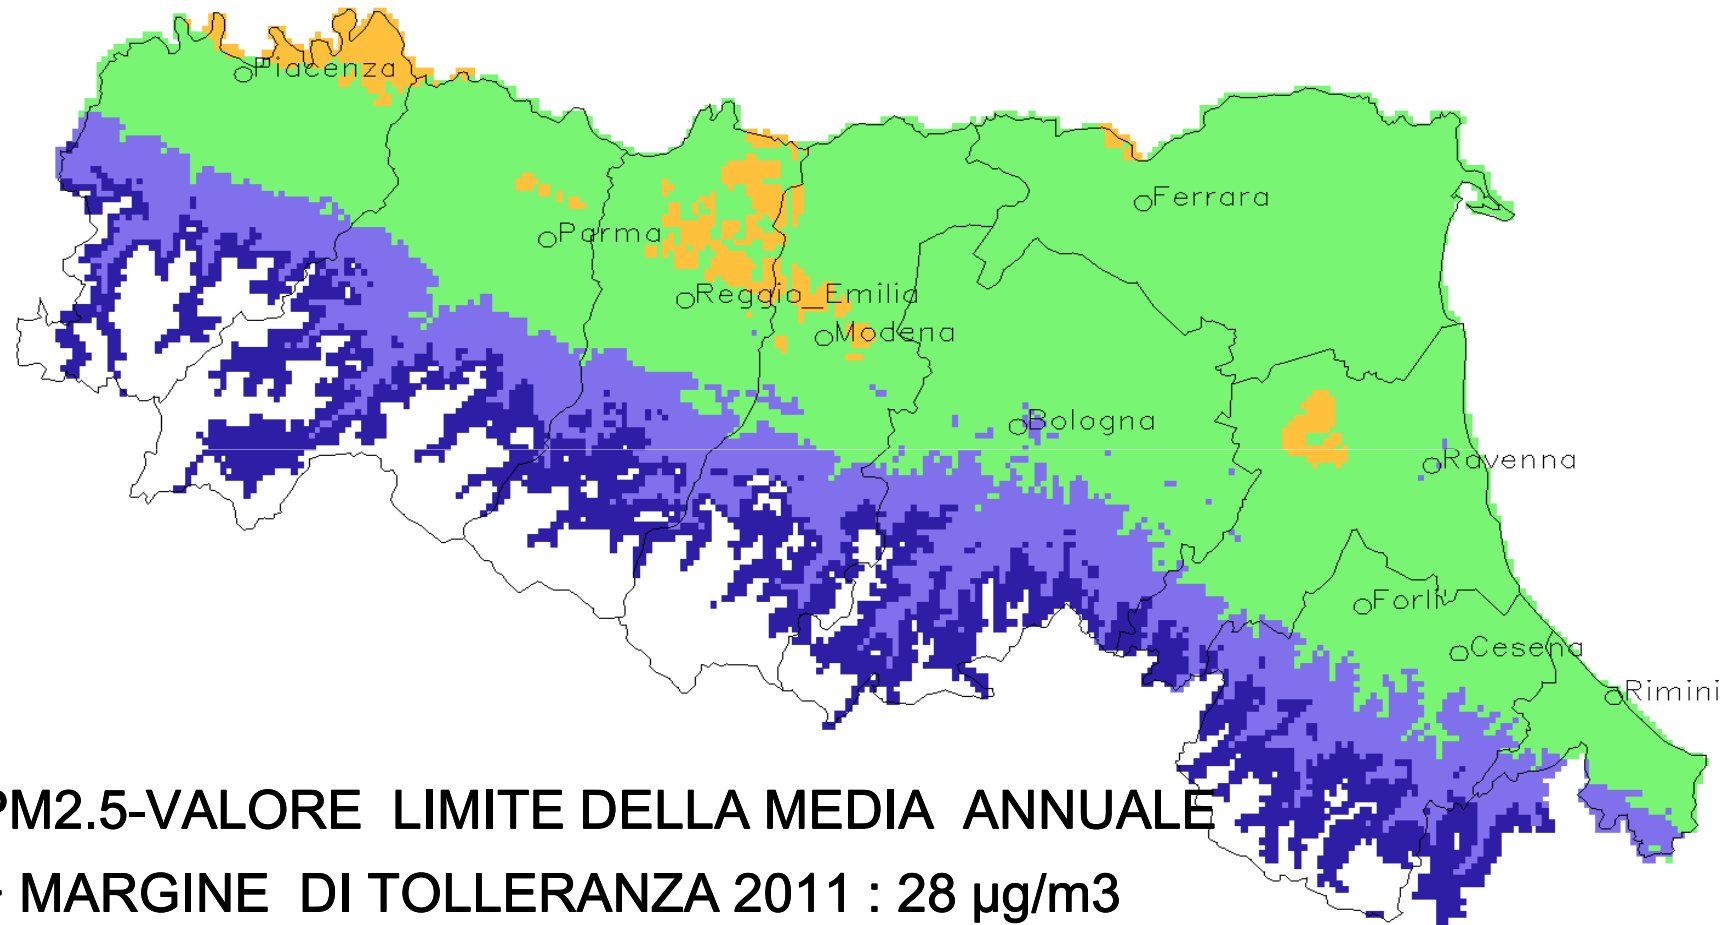 Piacenza
Ferrara
Parma
Reggio_Emilia
Modena
Bologna
Ravenna
Forli'
Cesena
Rimini
PM2.5-VALORE LIMITE DELLA MEDIA ANNUALE
MARGINE DI TOLLERANZA 2011 : 28 µg/m3